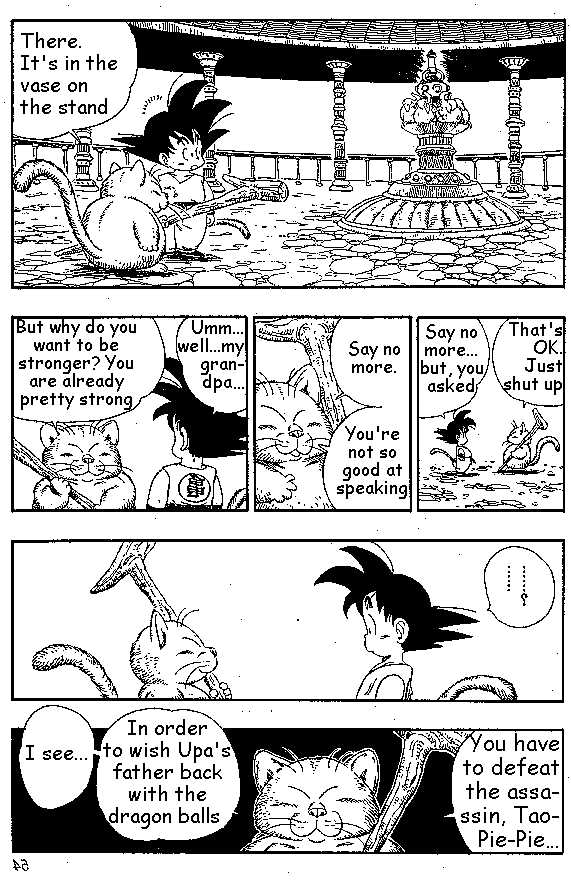 There.
It's in the
vase on
the stand
But why do you
want to be
stronger? You
are already
pretty strong
Umm...
well...my
gran-
dpa...
Say no
more.
You're
not so
good at
speaking
Say no
more...
but, you
asked
That's
OK.
Just
shut up
......
......?
I see...
In order
to wish Upa's
father back
with the
dragon balls
You have
to defeat
the assa-
ssin, Tao-
Pie-Pie...
54